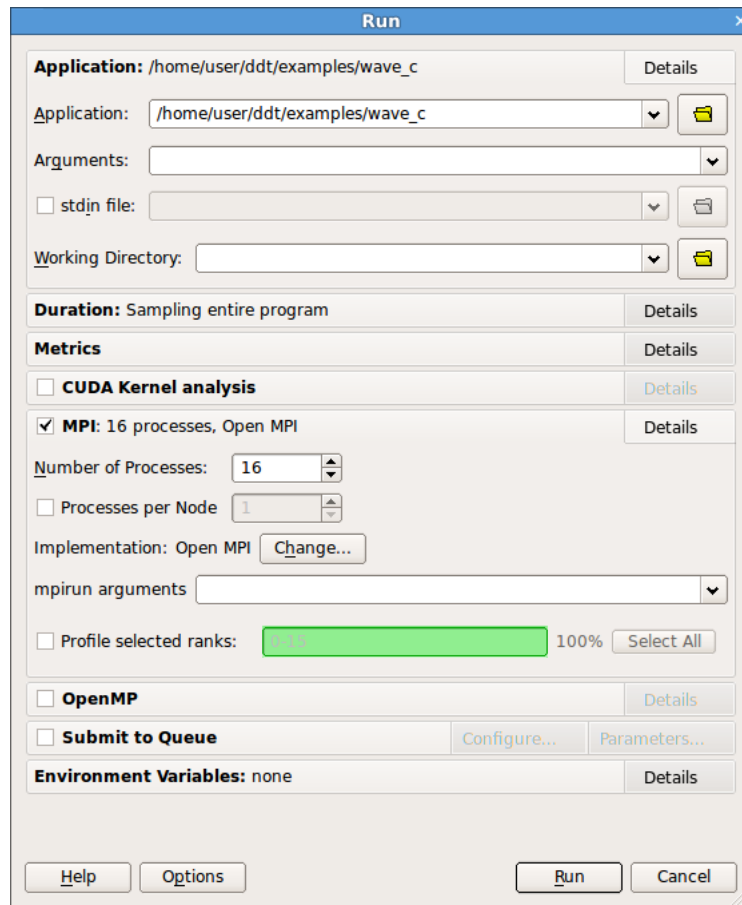 Run
Application: /home/user/ddt/examples/wave_c Details
Application: /home/user/ddt/examples/wave_c
Arguments:
stdin file:
Working Directory:
Duration: Sampling entire program Details
Metrics Details
CUDA Kernel analysis Details
MPI: 16 processes, Open MPI Details
Number of Processes: 16
Processes per Node 1
Implementation: Open MPI Change...
mpirun arguments
Profile selected ranks: 0-15 100% Select All
OpenMP Details
Submit to Queue Configure... Parameters...
Environment Variables: none Details
Help Options Run Cancel